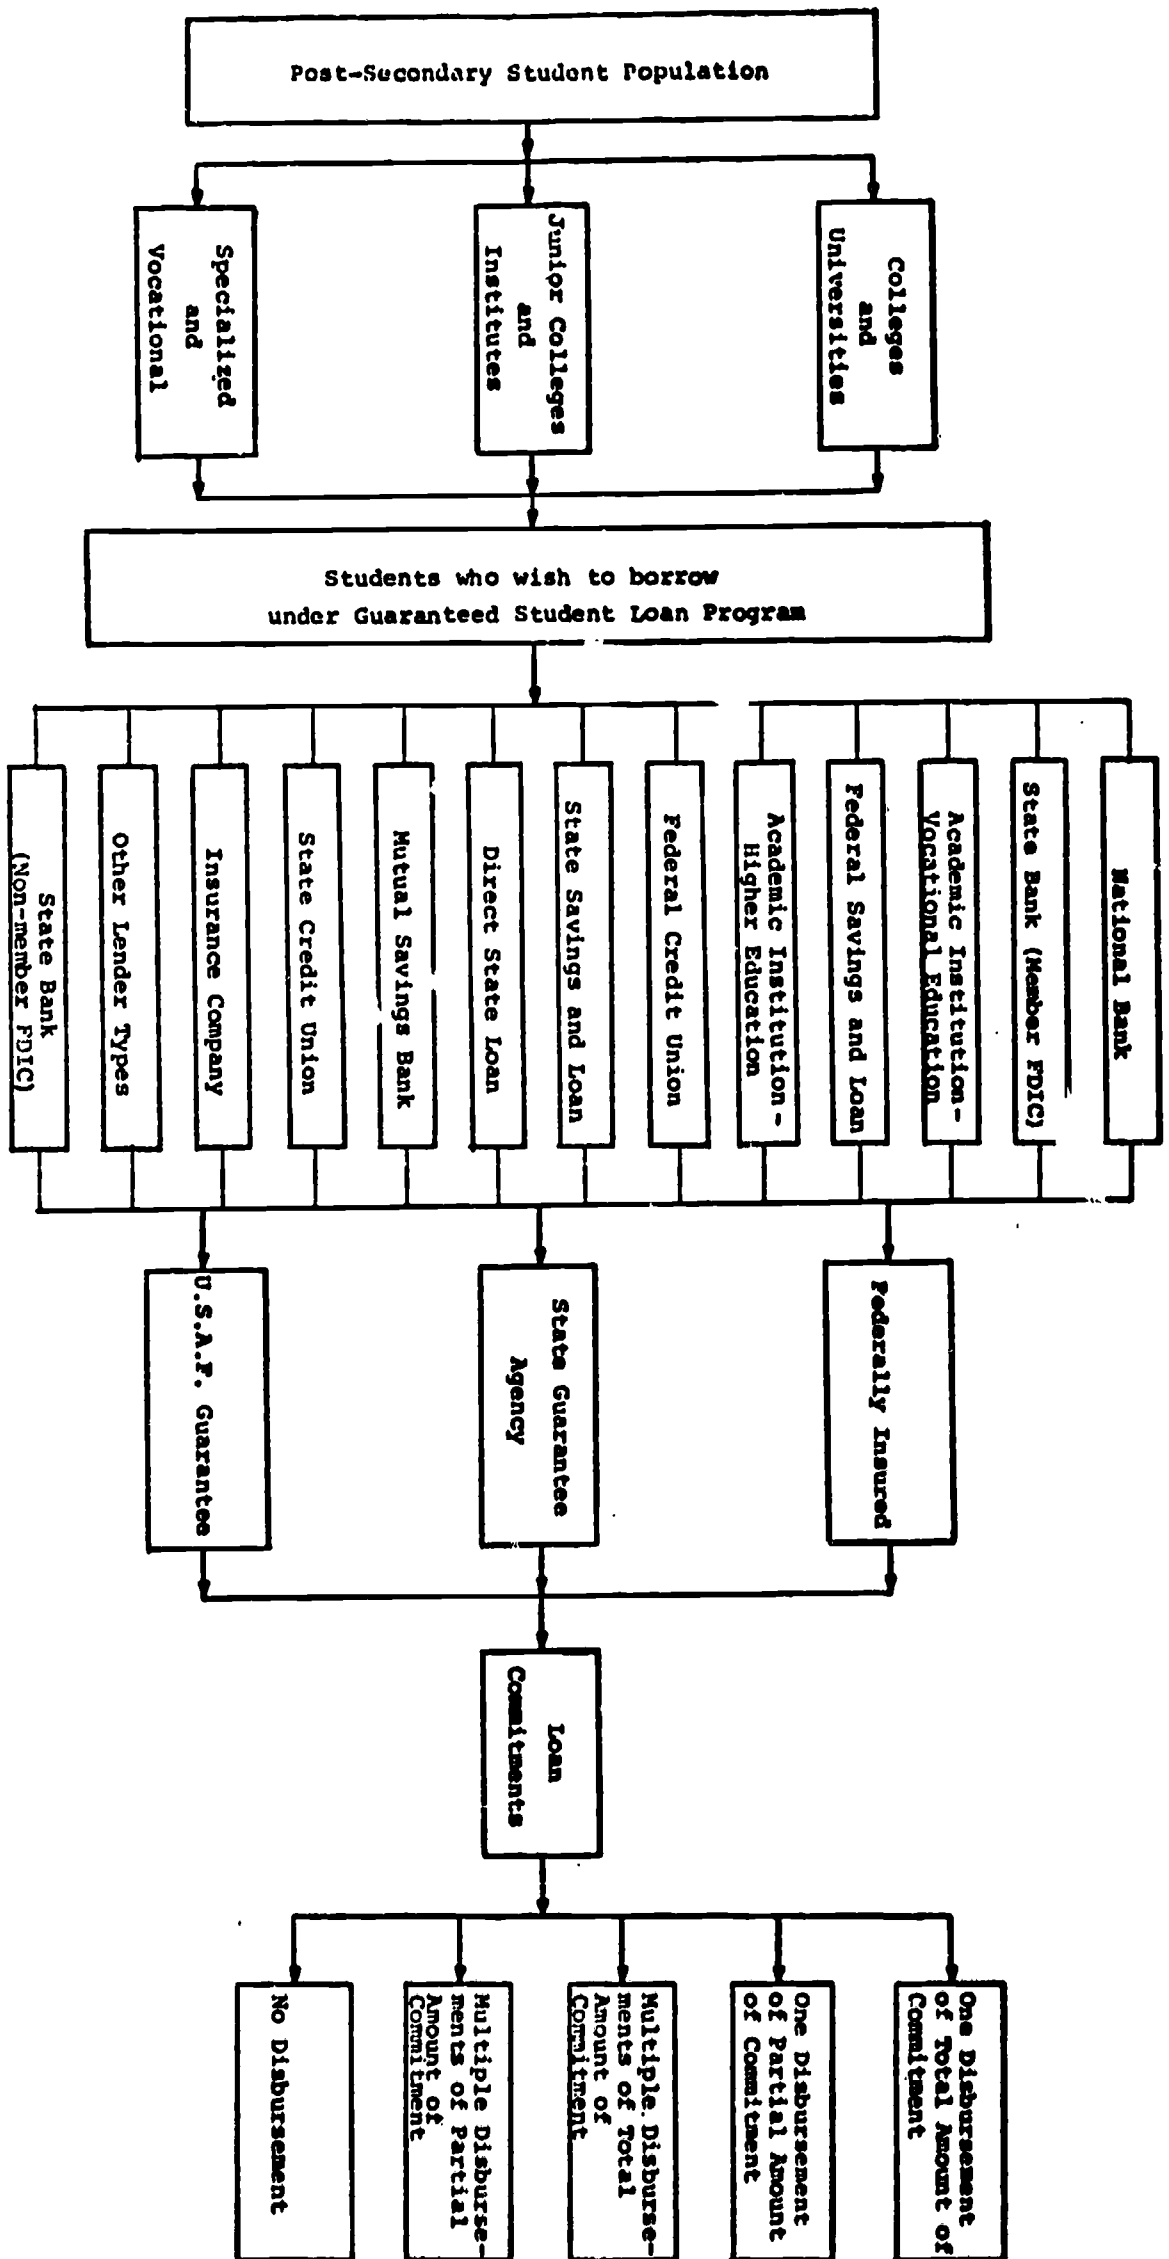 Post-Secondary Student Population
Colleges
and
Universities
Junior Colleges
and
Institutes
Specialized
and
Vocational
Students who wish to borrow
under Guaranteed Student Loan Program
National Bank
State Bank (Member FDIC)
Academic Institution-
Vocational Education
Federal Savings and Loan
Academic Institution-
Higher Education
Federal Credit Union
State Savings and Loan
Direct State Loan
Mutual Savings Bank
State Credit Union
Insurance Company
Other Lender Types
State Bank
(Non-member FDIC)
Federally Insured
State Guarantee
Agency
U.S.A.F. Guarantee
Loan
Commitments
One Disbursement
of Total Amount of
Commitment
One Disbursement
of Partial Amount
of Commitment
Multiple Disburse-
ments of Total
Amount of
Commitment
Multiple Disburse-
ments of Partial
Amount of
Commitment
No Disbursement